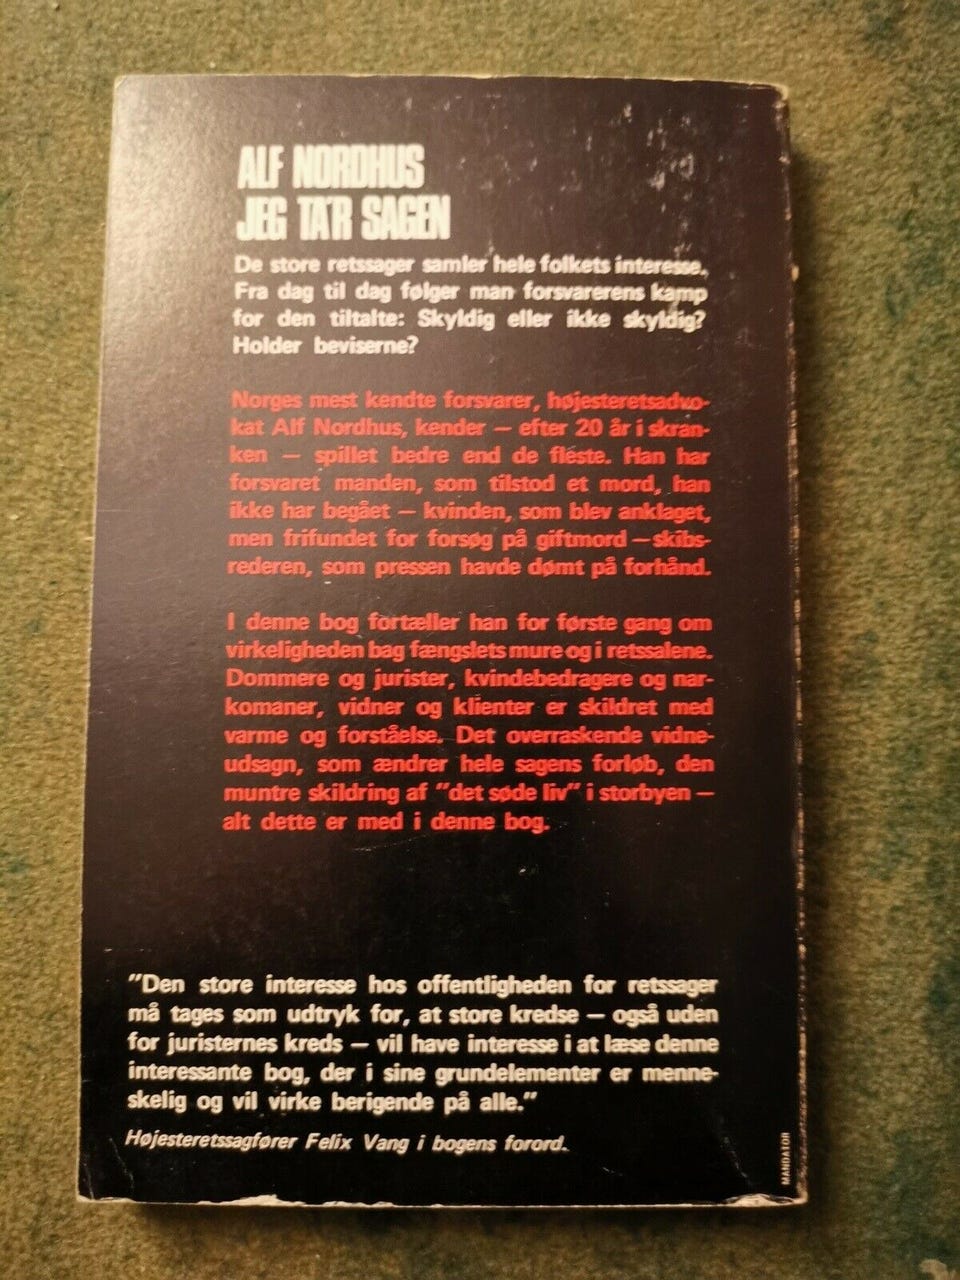 ALF NORDHUS
JEG TA'R SAGEN
De store retssager samler hele folkets interesse.
Fra dag til dag følger man forsvarerens kamp
for den tiltalte: Skyldig eller ikke skyldig?
Holder beviserne?
Norges mest kendte forsvarer, højesteretsadvo-
kat Alf Nordhus, kender — efter 20 år i skran-
ken — spillet bedre end de fleste. Han har
forsvaret manden, som tilstod et mord, han
ikke har begået — kvinden, som blev anklaget,
men frifundet for forsøg på giftmord — skibs-
rederen, som pressen havde dømt på forhånd.
I denne bog fortæller han for første gang om
virkeligheden bag fængslets mure og i retssalene.
Dommere og jurister, kvindebedragere og nar-
komaner, vidner og klienter er skildret med
varme og forståelse. Det overraskende vidne-
udsagn, som ændrer hele sagens forløb, den
muntre skildring af "det søde liv" i storbyen —
alt dette er med i denne bog.
"Den store interesse hos offentligheden for retssager
må tages som udtryk for, at store kredse — også uden
for juristernes kreds — vil have interesse i at læse denne
interessante bog, der i sine grundelementer er menne-
skelig og vil virke berigende på alle."
Højesteretssagfører Felix Vang i bogens forord.
MANDATOR